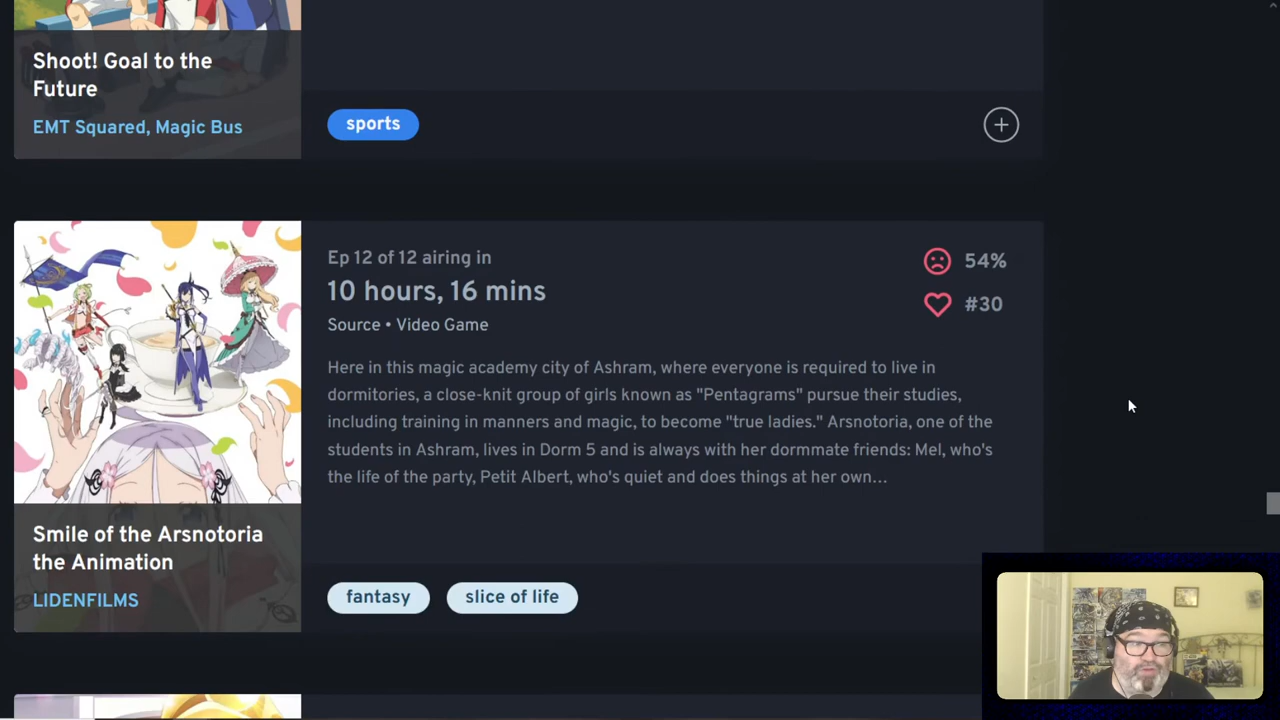 Shoot! Goal to the
Future
EMT Squared, Magic Bus
sports
Ep 12 of 12 airing in
10 hours, 16 mins
Source • Video Game
54%
#30
Here in this magic academy city of Ashram, where everyone is required to live in
dormitories, a close-knit group of girls known as "Pentagrams" pursue their studies,
including training in manners and magic, to become "true ladies." Arsnotoria, one of the
students in Ashram, lives in Dorm 5 and is always with her dormmate friends: Mel, who's
the life of the party, Petit Albert, who's quiet and does things at her own…
Smile of the Arsnotoria
the Animation
LIDENFILMS
fantasy
slice of life